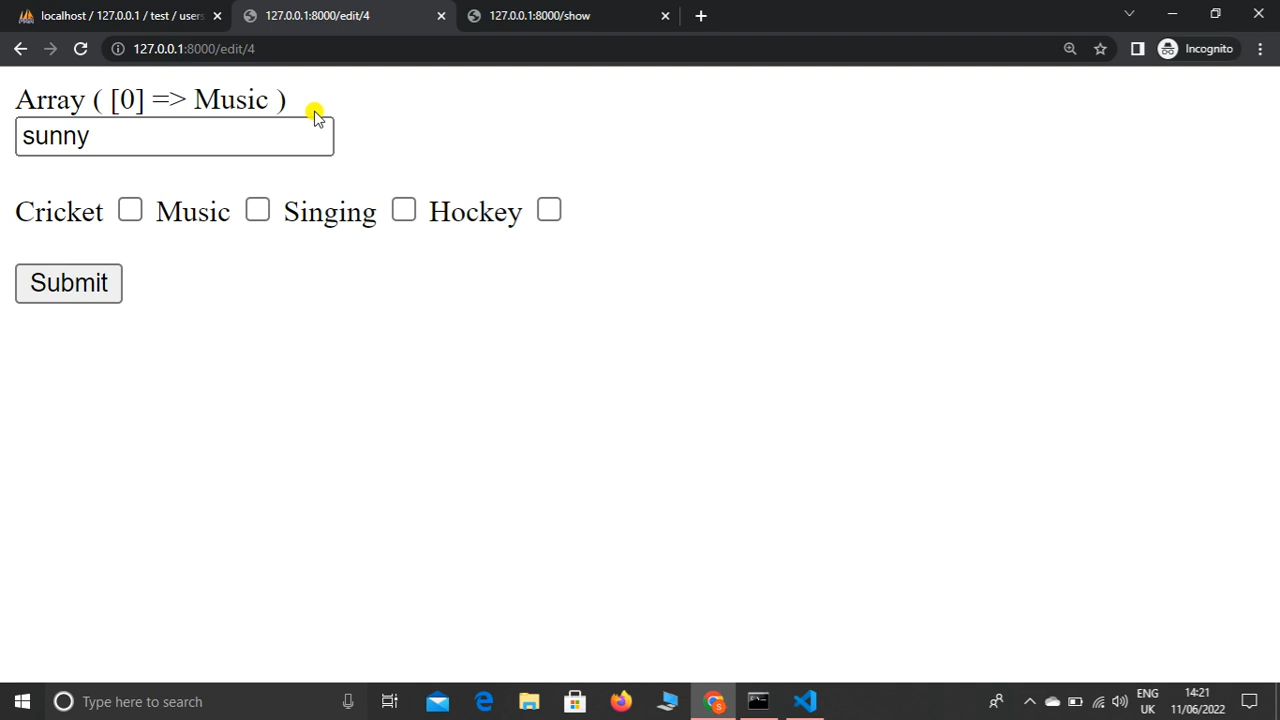 localhost / 127.0.0.1 / test / users
127.0.0.1:8000/edit/4
127.0.0.1:8000/show
127.0.0.1:8000/edit/4
Incognito
Array ( [0] => Music )
sunny
Cricket Music Singing Hockey
Submit
Type here to search
ENG
UK
14:21
11/06/2022